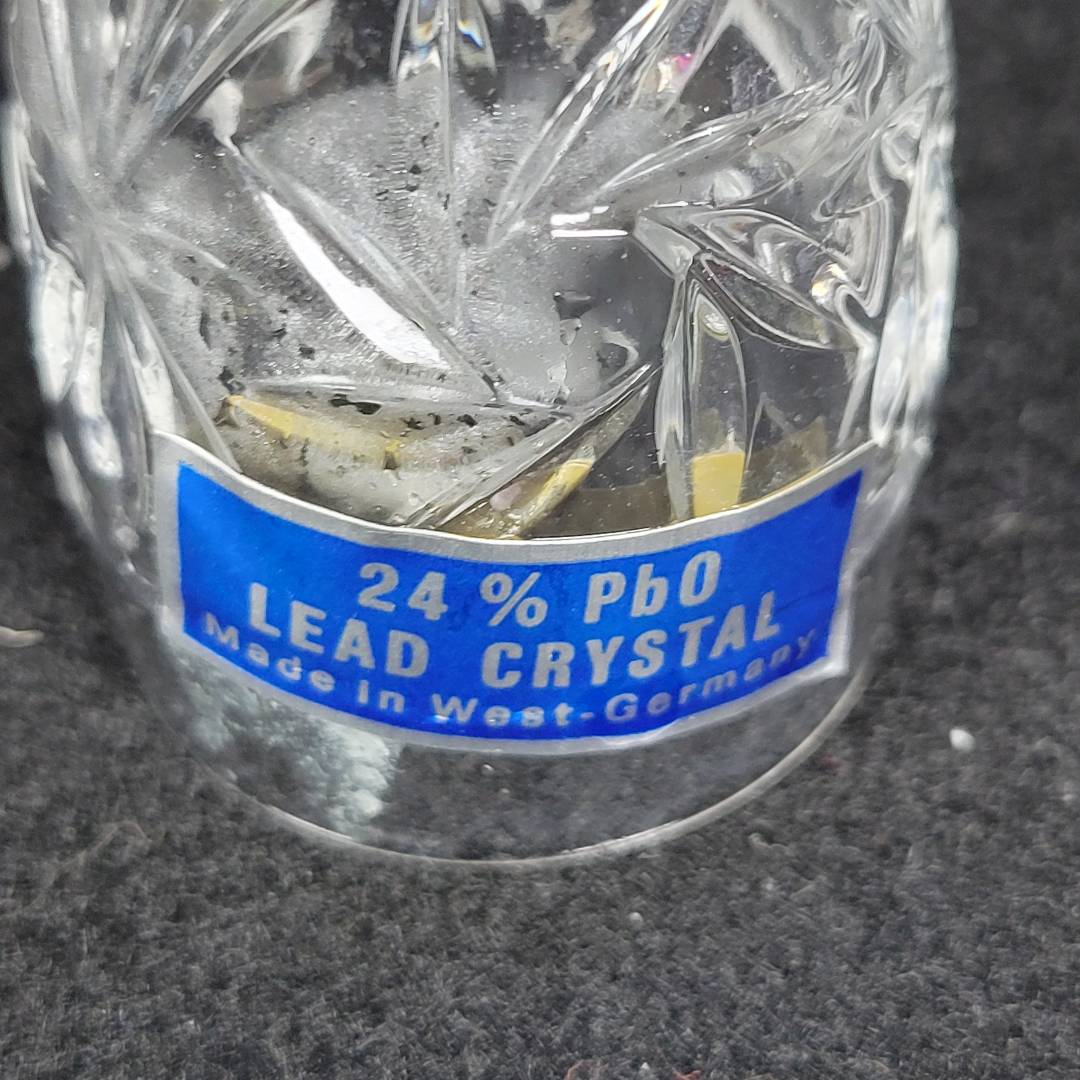 24 % PbO
LEAD CRYSTAL
Made in West-Germany